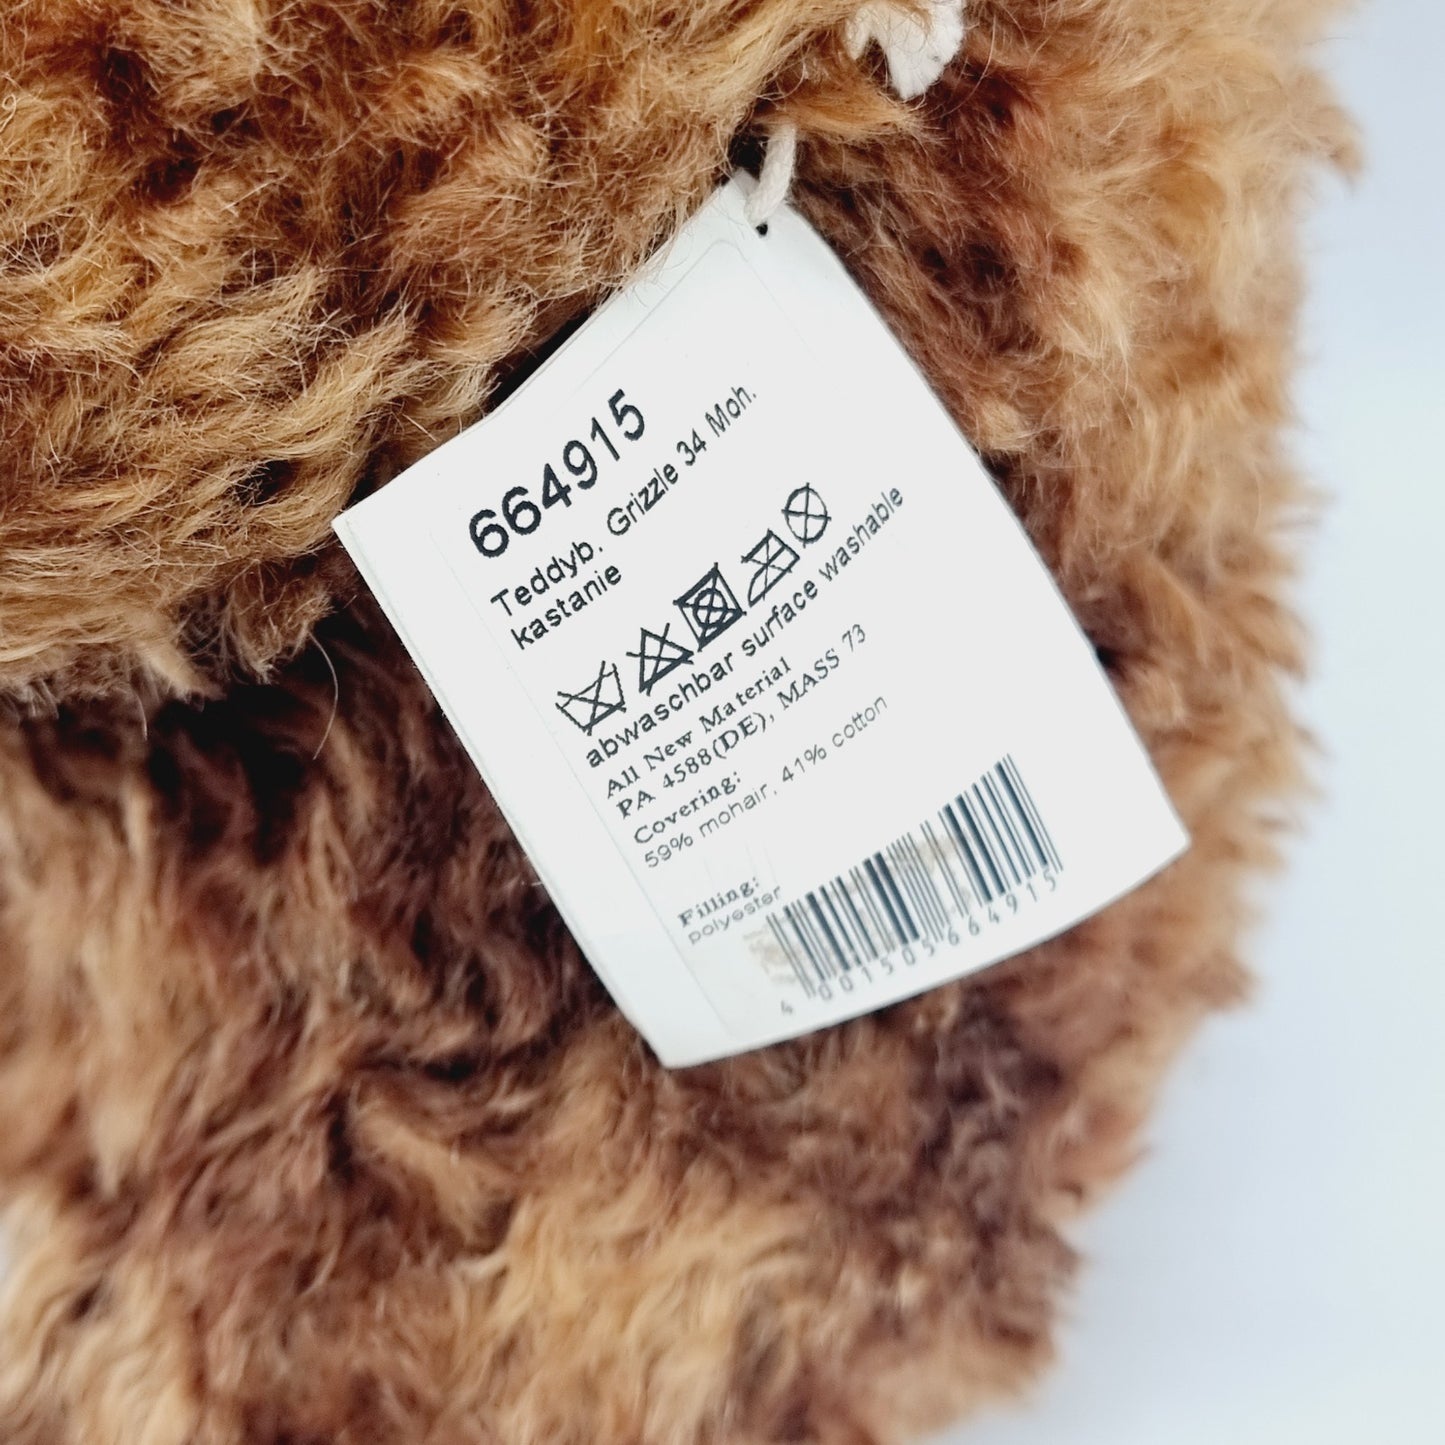 664915
Teddyb. Grizzle 34 Moh.
kastanie
abwaschbar surface washable
All New Material
PA 4588(DE), MASS 73
Covering:
59% mohair, 41% cotton
Filling:
polyester
4 001505 664915